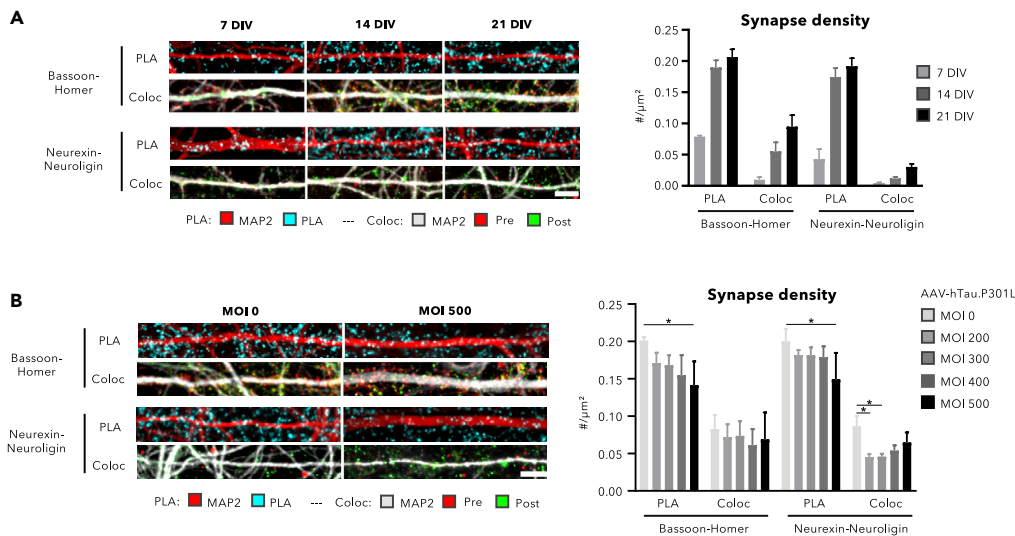 A
7 DIV
14 DIV
21 DIV
Bassoon-
Homer
PLA
Coloc
Neurexin-
Neuroligin
PLA
Coloc
PLA: MAP2 PLA --- Coloc: MAP2 Pre Post
Synapse density
#/µm²
0.20
0.15
0.10
0.05
0.00
PLA Coloc PLA Coloc
Bassoon-Homer Neurexin-Neuroligin
7 DIV
14 DIV
21 DIV
B
MOI 0
MOI 500
Bassoon-
Homer
PLA
Coloc
Neurexin-
Neuroligin
PLA
Coloc
PLA: MAP2 PLA --- Coloc: MAP2 Pre Post
Synapse density
#/µm²
0.25
0.20
0.15
0.10
0.05
0.00
*
*
*
*
PLA Coloc PLA Coloc
Bassoon-Homer Neurexin-Neuroligin
AAV-hTau.P301L
MOI 0
MOI 200
MOI 300
MOI 400
MOI 500